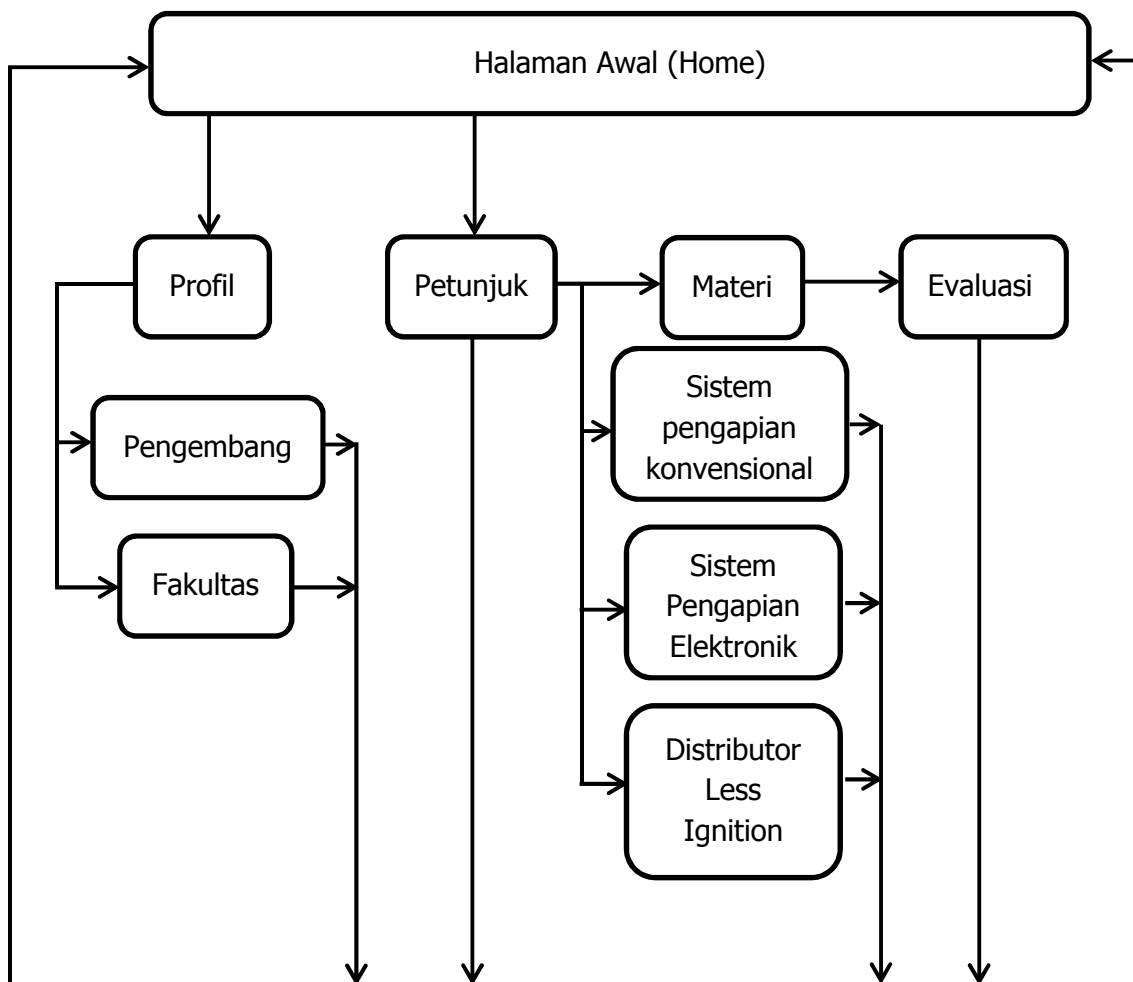 Halaman Awal (Home)
Profil
Petunjuk
Materi
Evaluasi
Pengembang
Fakultas
Sistem
pengapian
konvensional
Sistem
Pengapian
Elektronik
Distributor
Less
Ignition